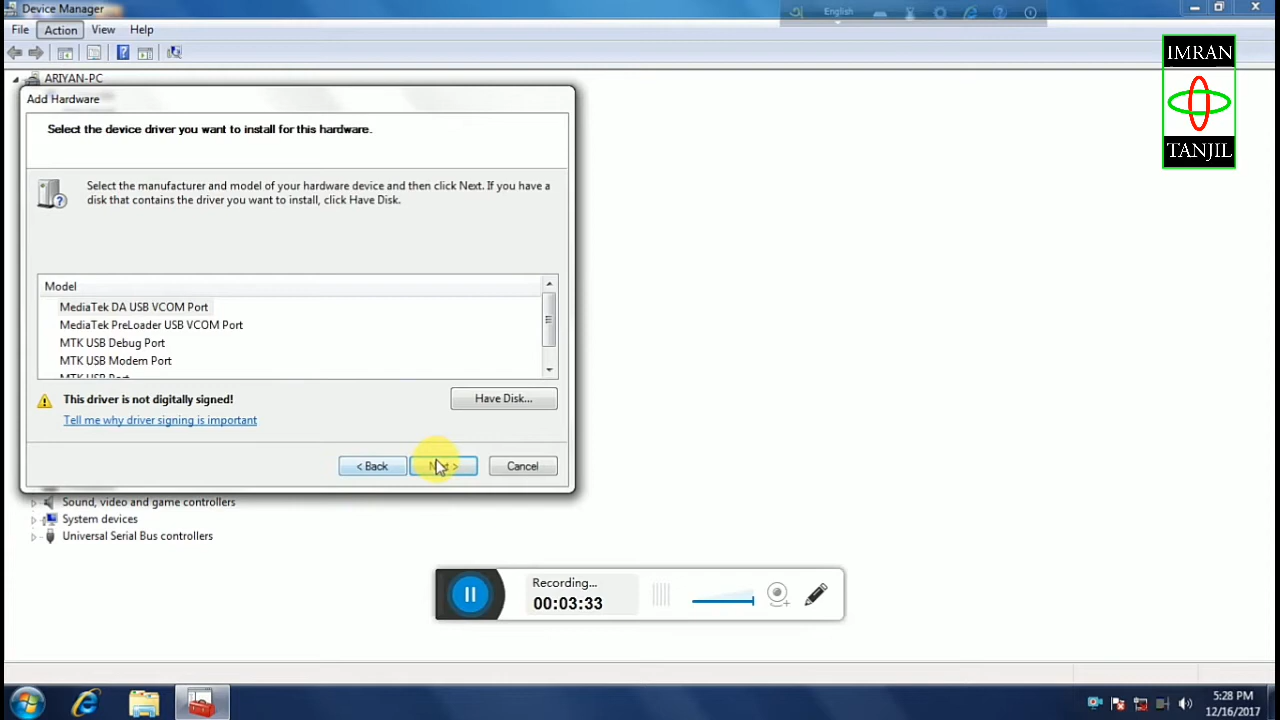 Device Manager
English
File Action View Help
IMRAN
TANJIL
ARIYAN-PC
Add Hardware
Select the device driver you want to install for this hardware.
Select the manufacturer and model of your hardware device and then click Next. If you have a
disk that contains the driver you want to install, click Have Disk.
Model
MediaTek DA USB VCOM Port
MediaTek PreLoader USB VCOM Port
MTK USB Debug Port
MTK USB Modem Port
MTK USB Port
This driver is not digitally signed!
Have Disk...
Tell me why driver signing is important
< Back
Cancel
Sound, video and game controllers
System devices
Universal Serial Bus controllers
Recording...
00:03:33
5:28 PM
12/16/2017